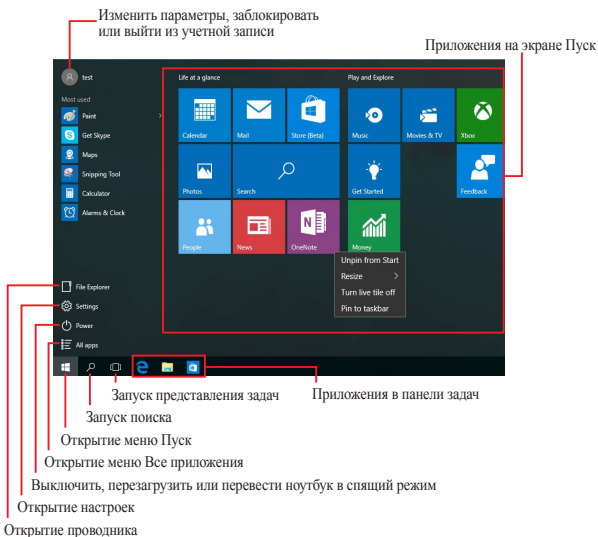 Изменить параметры, заблокировать
или выйти из учетной записи
Приложения на экране Пуск
test
Most used
Paint
Get Skype
Maps
Snipping Tool
Calculator
Alarms & Clock
File Explorer
Settings
Power
All apps
Life at a glance
Play and Explore
Calendar
Mail
Store (Beta)
Music
Movies & TV
Xbox
Photos
Search
Get Started
Feedback
People
News
OneNote
Money
Unpin from Start
Resize
Turn live tile off
Pin to taskbar
Запуск представления задач
Приложения в панели задач
Запуск поиска
Открытие меню Пуск
Открытие меню Все приложения
Выключить, перезагрузить или перевести ноутбук в спящий режим
Открытие настроек
Открытие проводника